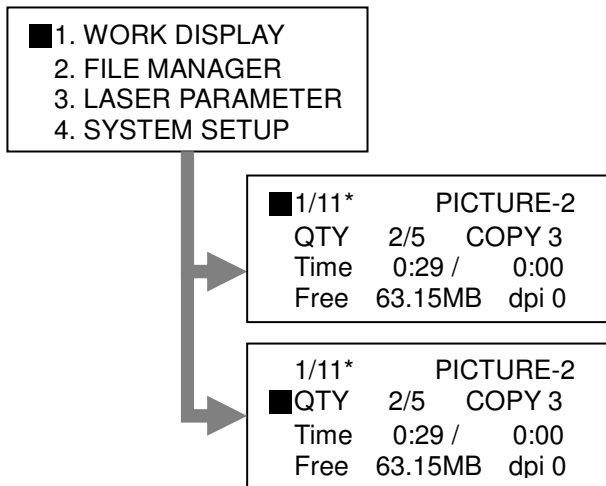 1. WORK DISPLAY
2. FILE MANAGER
3. LASER PARAMETER
4. SYSTEM SETUP
1/11* PICTURE-2
QTY 2/5 COPY 3
Time 0:29 / 0:00
Free 63.15MB dpi 0
1/11* PICTURE-2
QTY 2/5 COPY 3
Time 0:29 / 0:00
Free 63.15MB dpi 0